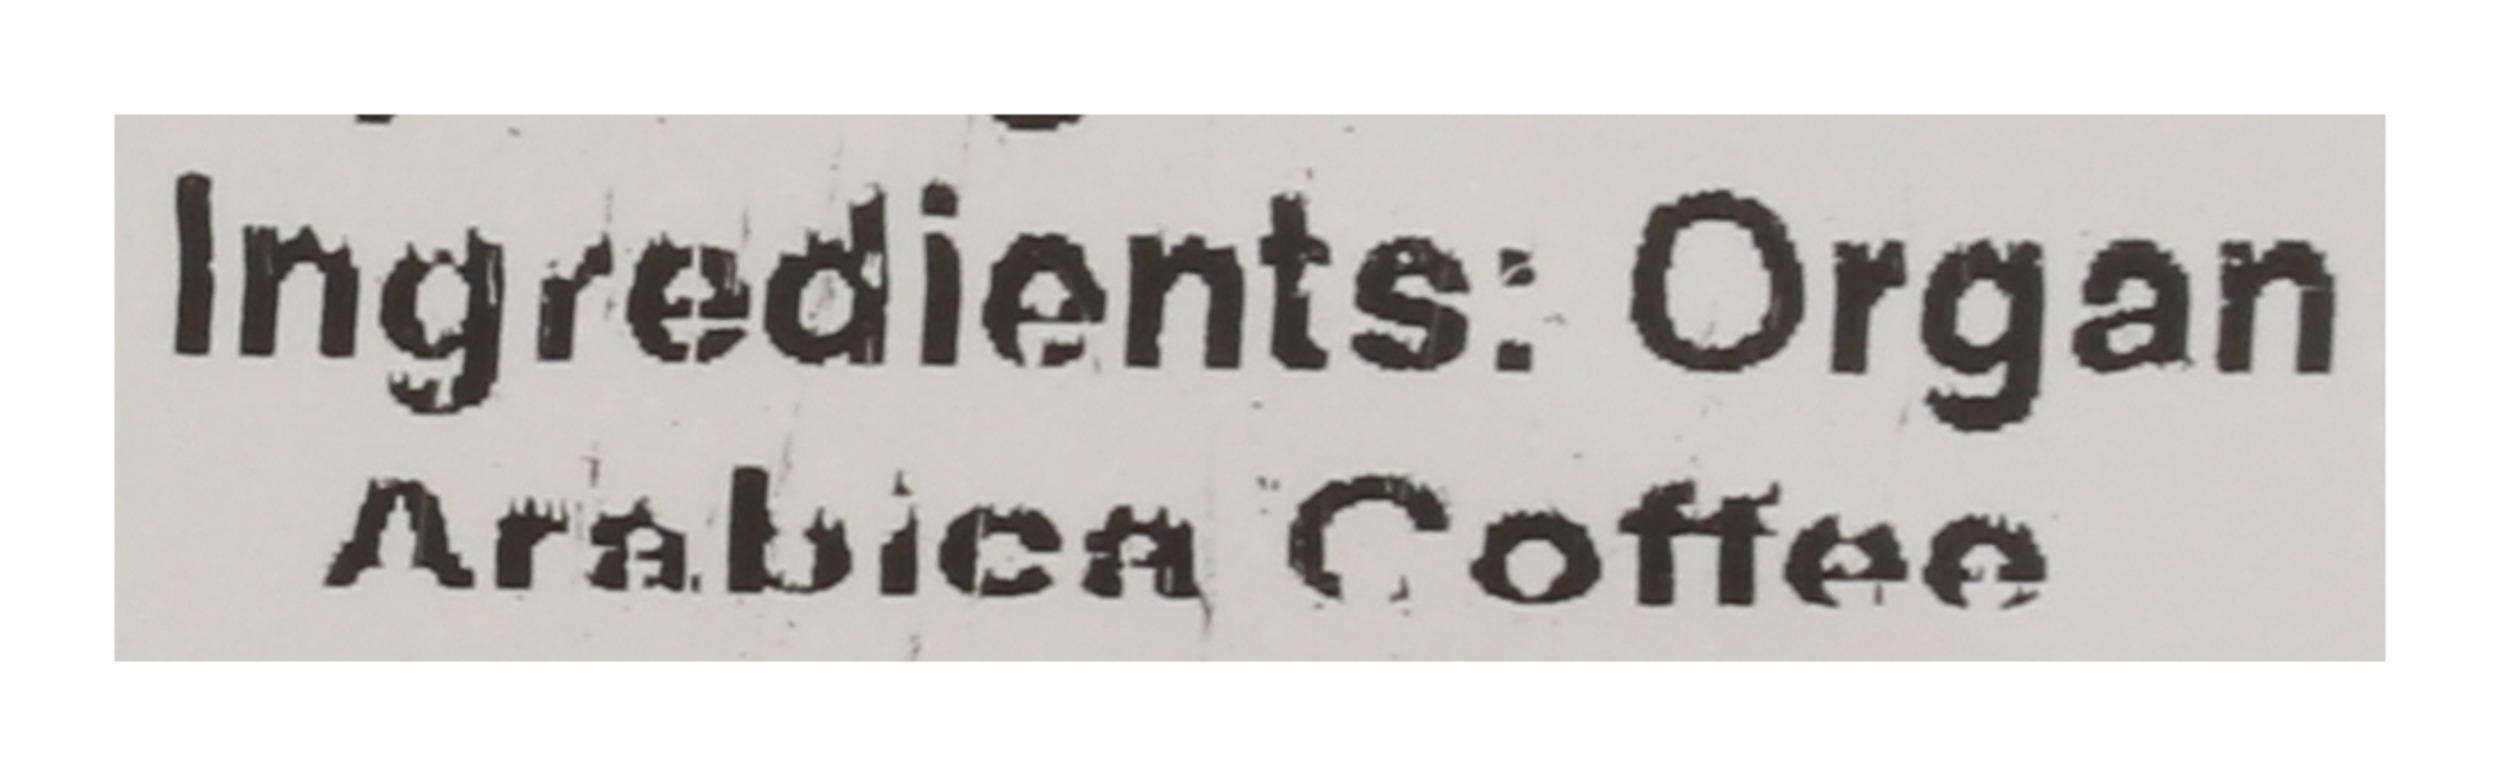 Ingredients: Organ
Arabica Coffee